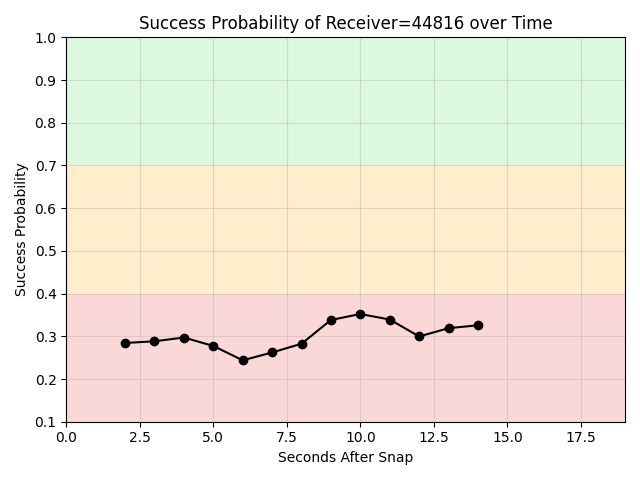 Success Probability of Receiver=44816 over Time
1.0
0.9
0.8
0.7
0.6
0.5
0.4
0.3
0.2
0.1
Success Probability
0.0 2.5 5.0 7.5 10.0 12.5 15.0 17.5
Seconds After Snap